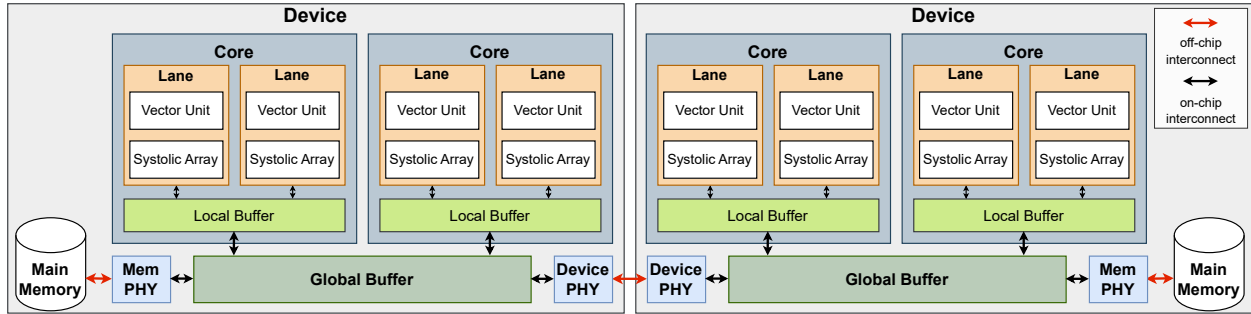 Device
Core
Lane
Vector Unit
Systolic Array
Lane
Vector Unit
Systolic Array
Local Buffer
Core
Lane
Vector Unit
Systolic Array
Lane
Vector Unit
Systolic Array
Local Buffer
Main
Memory
Mem
PHY
Global Buffer
Device
PHY
Device
Core
Lane
Vector Unit
Systolic Array
Lane
Vector Unit
Systolic Array
Local Buffer
Core
Lane
Vector Unit
Systolic Array
Lane
Vector Unit
Systolic Array
Local Buffer
Device
PHY
Global Buffer
Mem
PHY
Main
Memory
off-chip
interconnect
on-chip
interconnect